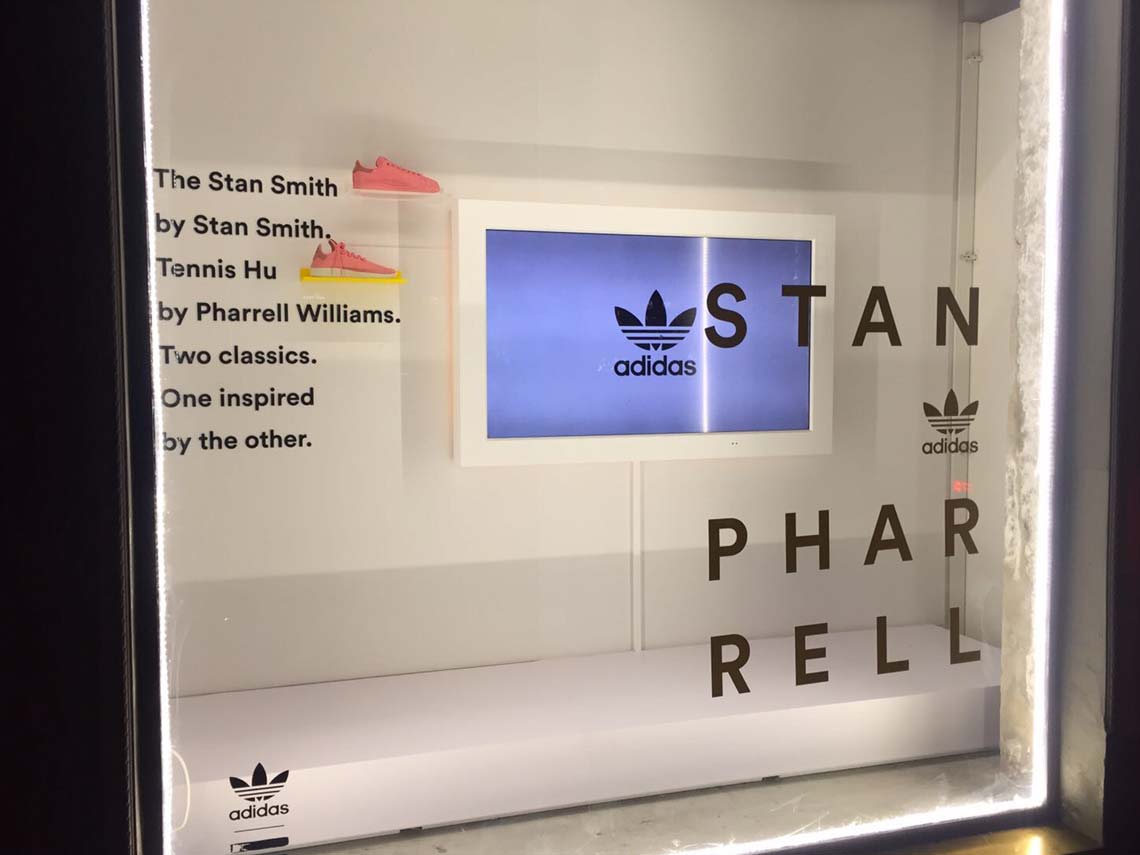 The Stan Smith
by Stan Smith.
Tennis Hu
by Pharrell Williams.
Two classics.
One inspired
by the other.
adidas
STAN
adidas
PHAR
RELL
adidas